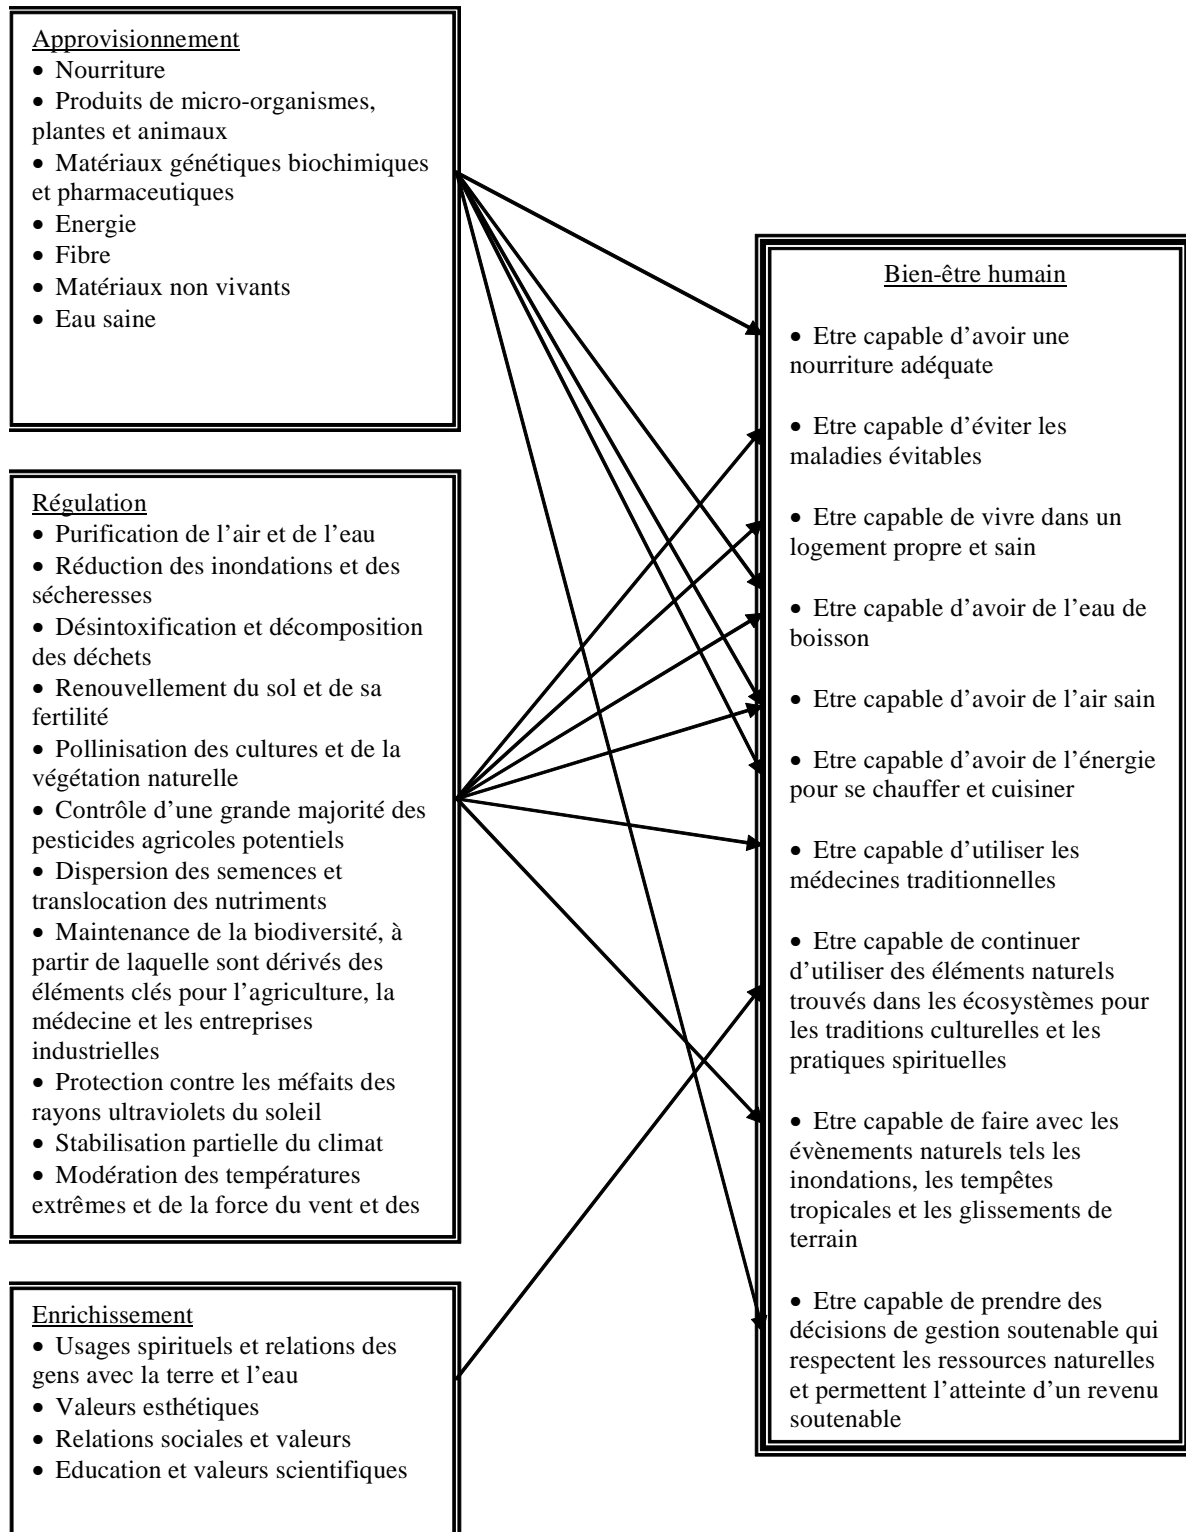 Approvisionnement
• Nourriture
• Produits de micro-organismes,
plantes et animaux
• Matériaux génétiques biochimiques
et pharmaceutiques
• Energie
• Fibre
• Matériaux non vivants
• Eau saine
Régulation
• Purification de l’air et de l’eau
• Réduction des inondations et des
sécheresses
• Désintoxification et décomposition
des déchets
• Renouvellement du sol et de sa
fertilité
• Pollinisation des cultures et de la
végétation naturelle
• Contrôle d’une grande majorité des
pesticides agricoles potentiels
• Dispersion des semences et
translocation des nutriments
• Maintenance de la biodiversité, à
partir de laquelle sont dérivés des
éléments clés pour l’agriculture, la
médecine et les entreprises
industrielles
• Protection contre les méfaits des
rayons ultraviolets du soleil
• Stabilisation partielle du climat
• Modération des températures
extrêmes et de la force du vent et des
Enrichissement
• Usages spirituels et relations des
gens avec la terre et l’eau
• Valeurs esthétiques
• Relations sociales et valeurs
• Education et valeurs scientifiques
Bien-être humain
• Etre capable d’avoir une
nourriture adéquate
• Etre capable d’éviter les
maladies évitables
• Etre capable de vivre dans un
logement propre et sain
• Etre capable d’avoir de l’eau de
boisson
• Etre capable d’avoir de l’air sain
• Etre capable d’avoir de l’énergie
pour se chauffer et cuisiner
• Etre capable d’utiliser les
médecines traditionnelles
• Etre capable de continuer
d’utiliser des éléments naturels
trouvés dans les écosystèmes pour
les traditions culturelles et les
pratiques spirituelles
• Etre capable de faire avec les
évènements naturels tels les
inondations, les tempêtes
tropicales et les glissements de
terrain
• Etre capable de prendre des
décisions de gestion soutenable qui
respectent les ressources naturelles
et permettent l’atteinte d’un revenu
soutenable